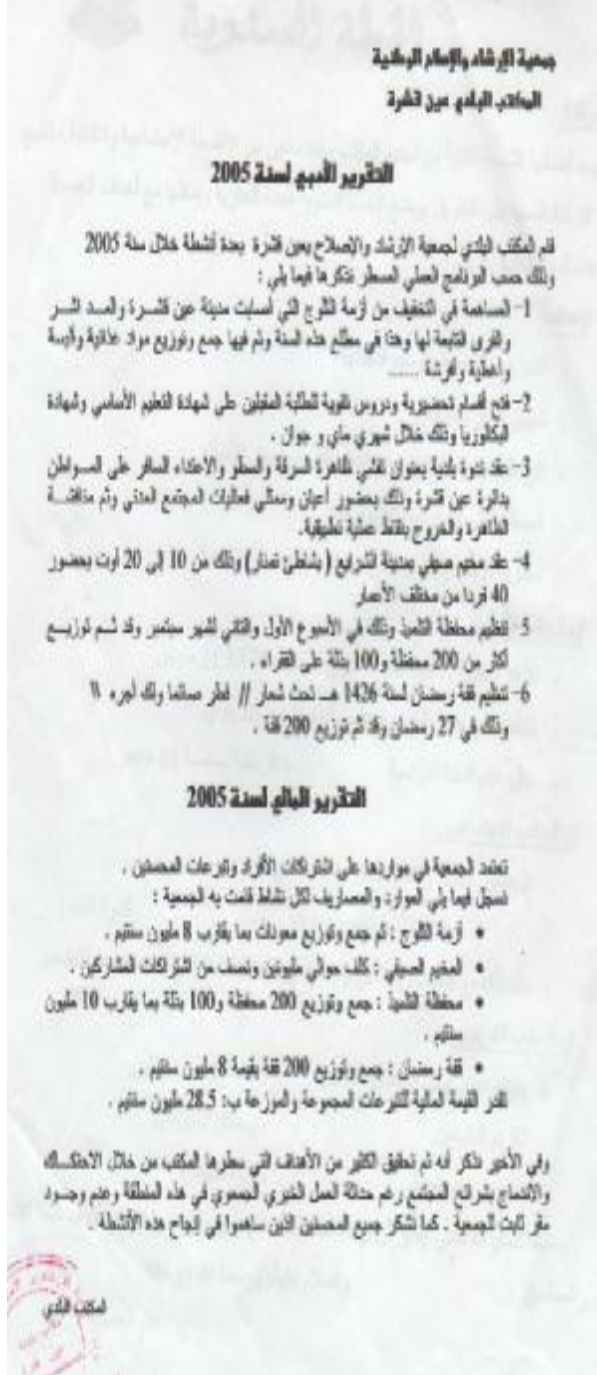 جمعية الإرشاد والإصلاح الوطنية
المكتب البلدي عين قشرة
التقرير الأدبي لسنة 2005
قام المكتب البلدي لجمعية الإرشاد والإصلاح بعين قشرة بعدة أنشطة خلال سنة 2005
وذلك حسب البرنامج العملي المسطر نذكرها فيما يلي :
1- المساهمة في التخفيف من أزمة الثلوج التي أصابت مدينة عين قشـرة والمـد اشـر
والقرى التابعة لها وهذا في مطلع هذه السنة وتم فيها جمع وتوزيع مواد غذائية وألبسة
وأغطية وأفرشة ......
2- فتح أقسام تحضيرية ودروس تقوية للطلبة المقبلين على شهادة التعليم الأساسي وشهادة
البكالوريا وذلك خلال شهري ماي و جوان .
3- عقد ندوة بلدية بعنوان تفشي ظاهرة السرقة والسطو والاعتداء السافر على المـواطن
بدائرة عين قشرة وذلك بحضور أعيان وممثلي فعاليات المجتمع المدني وتم مناقشـة
الظاهرة والخروج بنقاط عملية تطبيقية.
4- عقد مخيم صيفي بمدينة الشرايع ( بشاطئ تمنار) وذلك من 10 إلى 20 أوت بحضور
40 فردا من مختلف الأعمار
5 تنظيم محفظة التلميذ وذلك في الأسبوع الأول والثاني لشهر سبتمبر وقد تـم توزيـع
أكثر من 200 محفظة و100 بذلة على الفقراء .
6- تنظيم قفة رمضان لسنة 1426 هـ تحت شعار // فطر صائما ولك أجره \\
وذلك في 27 رمضان وقد تم توزيع 200 قفة .
التقرير المالي لسنة 2005
تعتمد الجمعية في مواردها على اشتراكات الأفراد وتبرعات المحسنين .
نسجل فيما يلي الموارد والمصاريف لكل نشاط قامت به الجمعية :
• أزمة الثلوج : تم جمع وتوزيع معونات بما يقارب 8 مليون سنتيم .
• المخيم الصيفي : كلف حوالي مليونين ونصف من اشتراكات المشاركين .
• محفظة التلميذ : جمع وتوزيع 200 محفظة و100 بذلة بما يقارب 10 مليون
سنتيم .
• قفة رمضان : جمع وتوزيع 200 قفة بقيمة 8 مليون سنتيم .
تقدر القيمة المالية للتبرعات المجموعة والموزعة ب: 28.5 مليون سنتيم .
وفي الأخير نذكر أنه تم تحقيق الكثير من الأهداف التي سطرها المكتب من خلال الاحتكـاك
والاندماج بشرائح المجتمع رغم حداثة العمل الخيري الجمعوي في هذه المنطقة وعدم وجـود
مقر ثابت للجمعية . كما نشكر جميع المحسنين الذين ساهموا في إنجاح هذه الأنشطة .
المكتب البلدي